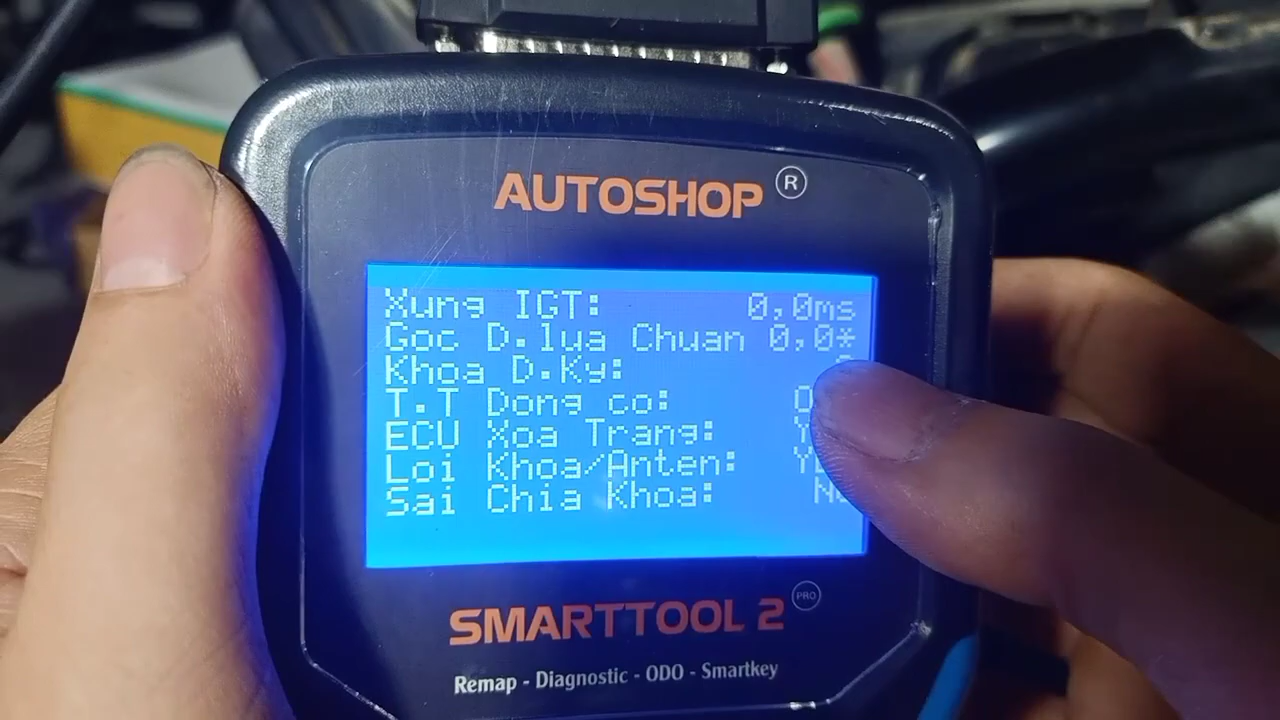 AUTOSHOP ®
Xung IGT: 0,0ms
Goc D.lua Chuan 0,0*
Khoa D.Ky:
T.T Dong co:
ECU Xoa Trang:
Loi Khoa/Anten:
Sai Chia Khoa:
SMARTTOOL 2 PRO
Remap - Diagnostic - ODO - Smartkey